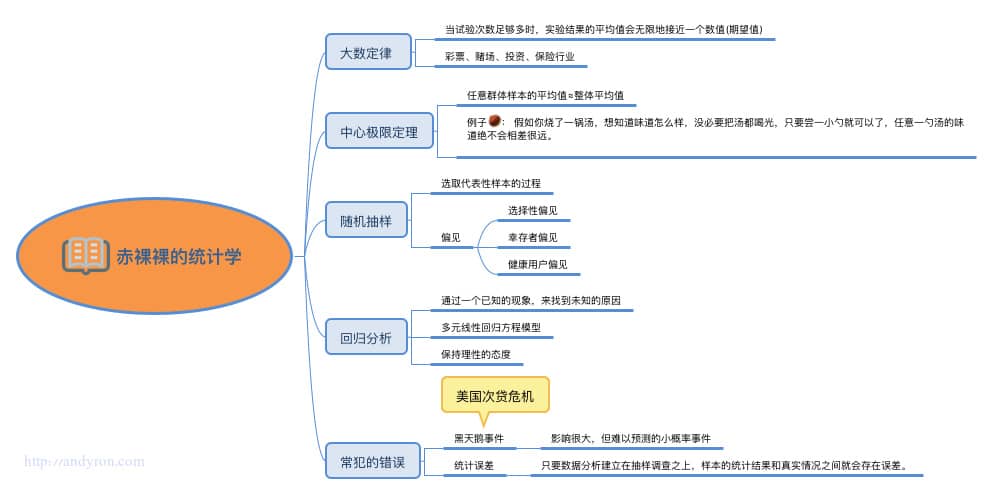 赤裸裸的统计学
大数定律
当试验次数足够多时，实验结果的平均值会无限地接近一个数值(期望值)
彩票、赌场、投资、保险行业
中心极限定理
任意群体样本的平均值≈整体平均值
例子：假如你烧了一锅汤，想知道味道怎么样，没必要把汤都喝光，只要尝一小勺就可以了，任意一勺汤的味
道绝不会相差很远。
随机抽样
选取代表性样本的过程
偏见
选择性偏见
幸存者偏见
健康用户偏见
回归分析
通过一个已知的现象，来找到未知的原因
多元线性回归方程模型
保持理性的态度
常犯的错误
美国次贷危机
黑天鹅事件
影响很大，但难以预测的小概率事件
统计误差
只要数据分析建立在抽样调查之上，样本的统计结果和真实情况之间就会存在误差。
http://andyron.com